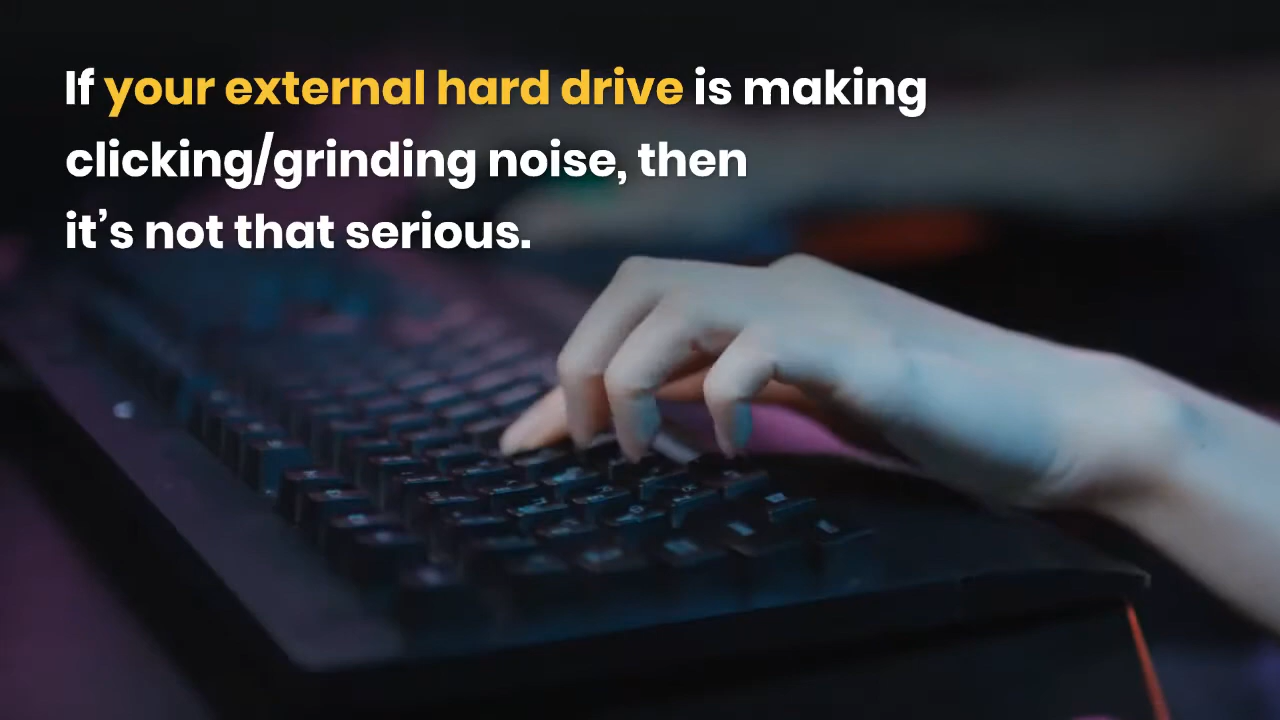 If your external hard drive is making
clicking/grinding noise, then
it’s not that serious.